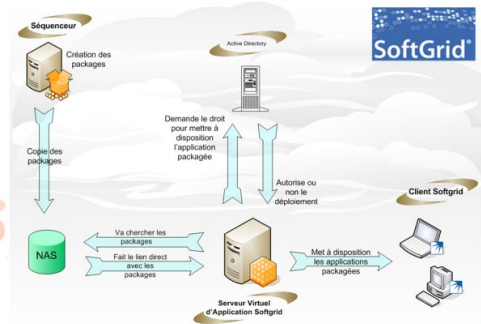 Séquenceur
Création des
packages
Active Directory
SoftGrid®
Copie des
packages
Demande le droit
pour mettre à
disposition
l'application
packagée
Autorise ou
non le
déploiement
Client Softgrid
NAS
Va chercher les
packages
Fait le lien direct
avec les
packages
Met à disposition
les applications
packagées
Serveur Virtuel
d'Application Softgrid